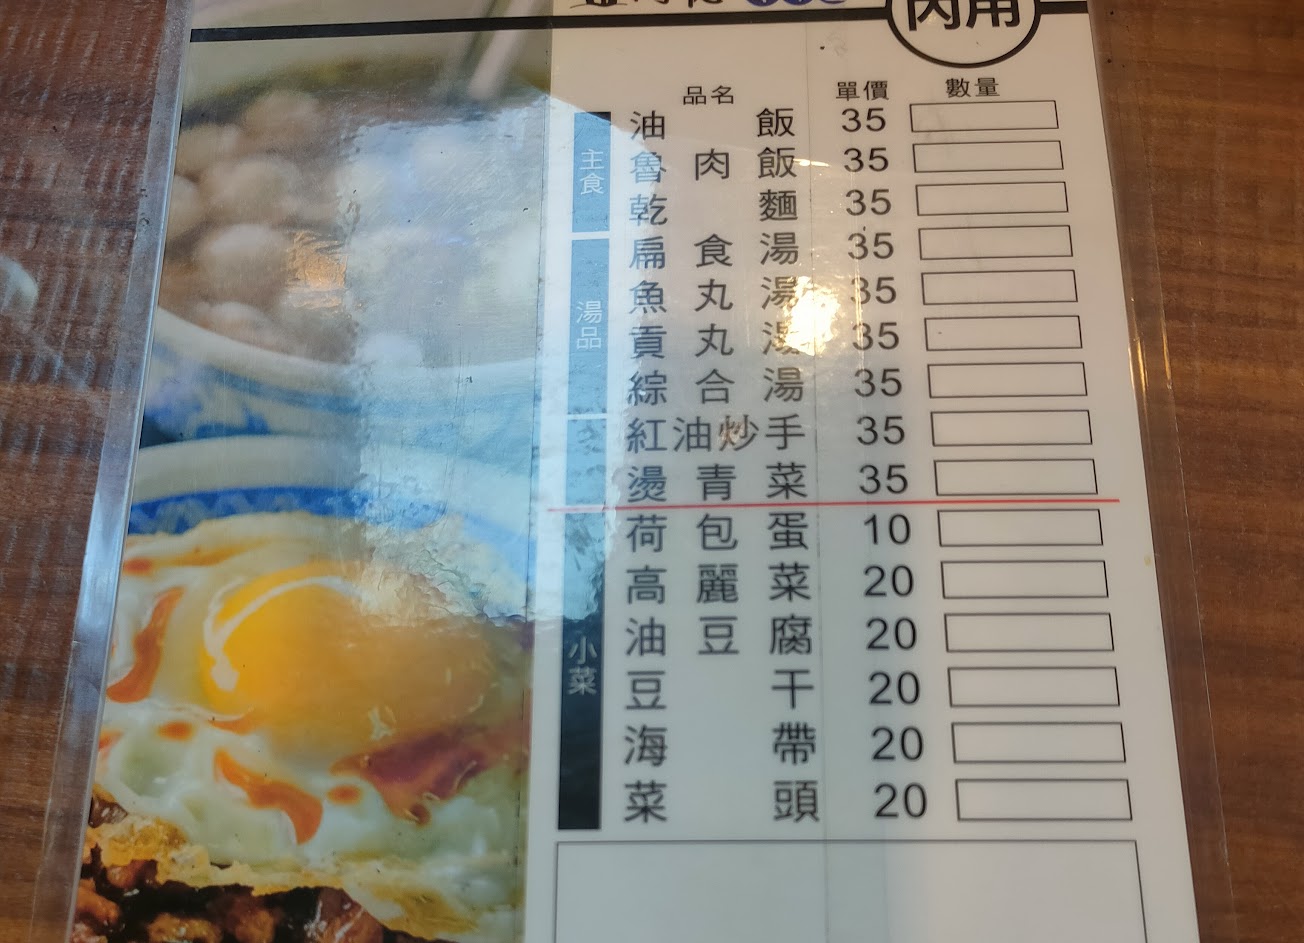 內用
品名 單價 數量
主食
油飯 35
魯肉飯 35
乾麵 35
湯品
扁食湯 35
魚丸湯 35
貢丸湯 35
綜合湯 35
紅油炒手 35
燙青菜 35
小菜
荷包蛋 10
高麗菜 20
油豆腐 20
豆干 20
海帶 20
菜頭 20